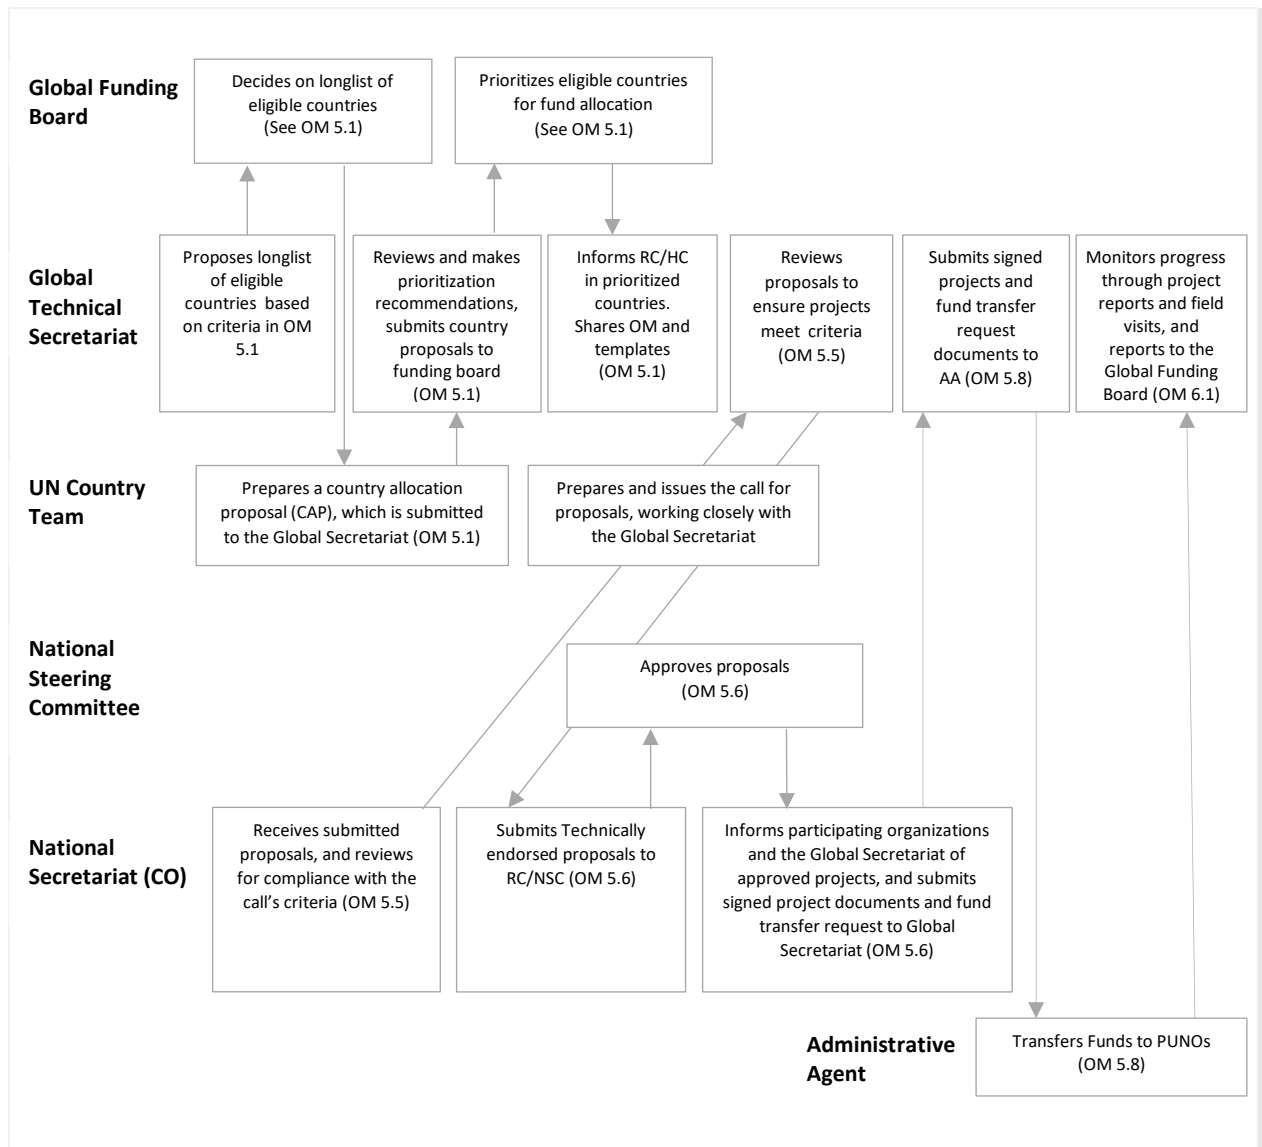 Global Funding
Board
Decides on longlist of
eligible countries
(See OM 5.1)
Prioritizes eligible countries
for fund allocation
(See OM 5.1)
Global
Technical
Secretariat
Proposes longlist
of eligible
countries based
on criteria in OM
5.1
Reviews and makes
prioritization
recommendations,
submits country
proposals to
funding board
(OM 5.1)
Informs RC/HC
in prioritized
countries.
Shares OM and
templates
(OM 5.1)
Reviews
proposals to
ensure projects
meet criteria
(OM 5.5)
Submits signed
projects and
fund transfer
request
documents to
AA (OM 5.8)
Monitors progress
through project
reports and field
visits, and
reports to the
Global Funding
Board (OM 6.1)
UN Country
Team
Prepares a country allocation
proposal (CAP), which is submitted
to the Global Secretariat (OM 5.1)
Prepares and issues the call for
proposals, working closely with
the Global Secretariat
National
Steering
Committee
Approves proposals
(OM 5.6)
National
Secretariat (CO)
Receives submitted
proposals, and reviews
for compliance with the
call's criteria (OM 5.5)
Submits Technically
endorsed proposals to
RC/NSC (OM 5.6)
Informs participating organizations
and the Global Secretariat of
approved projects, and submits
signed project documents and fund
transfer request to Global
Secretariat (OM 5.6)
Administrative
Agent
Transfers Funds to PUNOs
(OM 5.8)